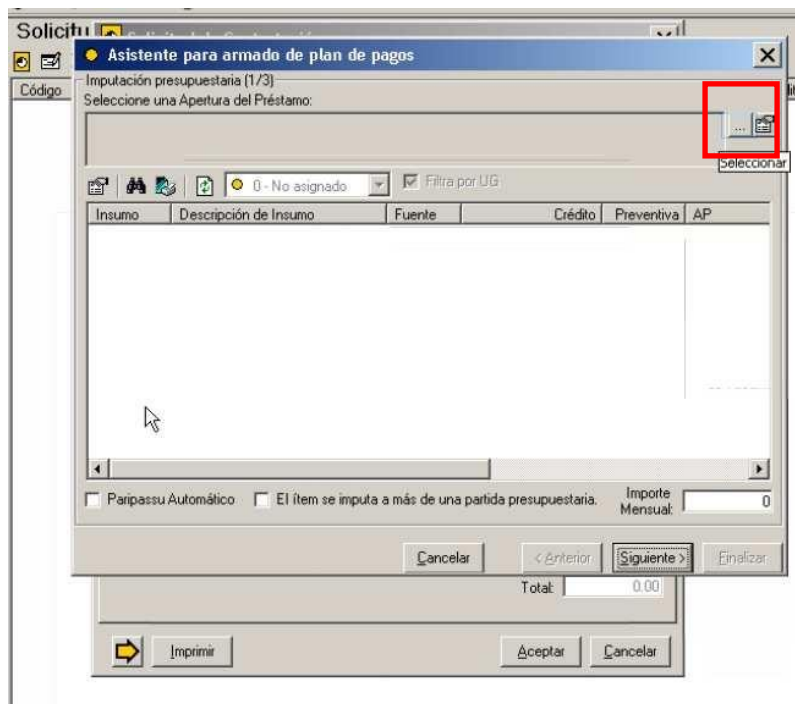 Solicitu
Asistente para armado de plan de pagos
Código
Imputación presupuestaria (1/3)
Seleccione una Apertura del Préstamo:
...
Seleccionar
0 - No asignado
Filtra por UG
Insumo Descripción de Insumo Fuente Crédito Preventiva AP
Paripassu Automático El ítem se imputa a más de una partida presupuestaria. Importe Mensual: 0
Cancelar < Anterior Siguiente > Finalizar
Total: 0.00
Imprimir Aceptar Cancelar